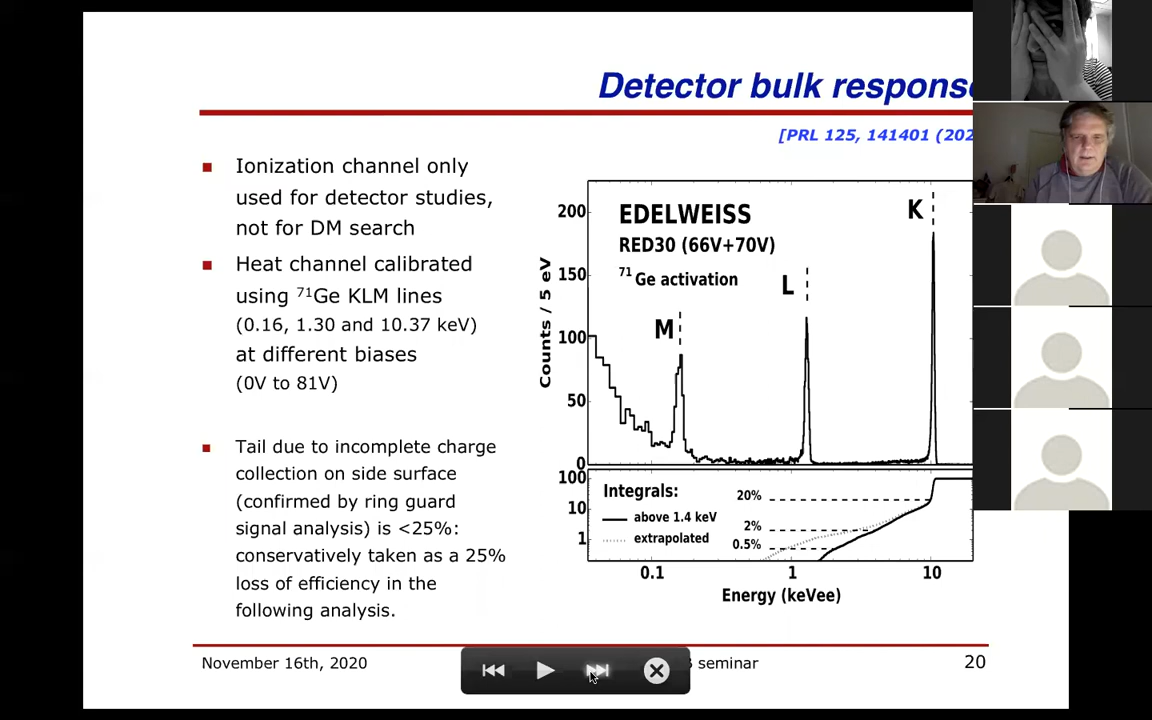 Detector bulk response
[PRL 125, 141401 (202
Ionization channel only
used for detector studies,
not for DM search
Heat channel calibrated
using ⁷¹Ge KLM lines
(0.16, 1.30 and 10.37 keV)
at different biases
(0V to 81V)
Tail due to incomplete charge
collection on side surface
(confirmed by ring guard
signal analysis) is <25%:
conservatively taken as a 25%
loss of efficiency in the
following analysis.
Counts / 5 eV
200
150
100
50
0
EDELWEISS
RED30 (66V+70V)
⁷¹Ge activation
M
L
K
100
10
1
Integrals:
above 1.4 keV
extrapolated
20%
2%
0.5%
0.1
1
10
Energy (keVee)
November 16th, 2020
seminar
20